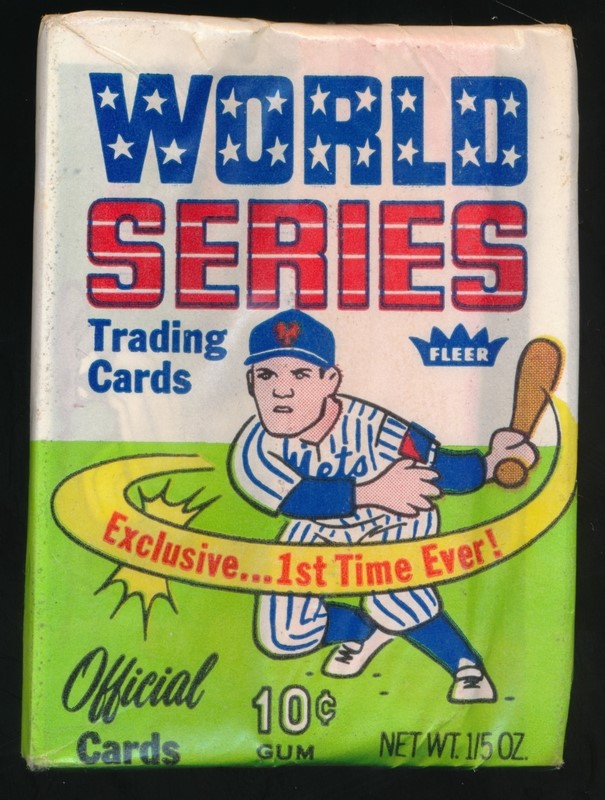 WORLD
SERIES
Trading
Cards
FLEER
Mets
Exclusive...1st Time Ever!
Official
Cards
10¢
GUM
NET WT. 1/5 OZ.